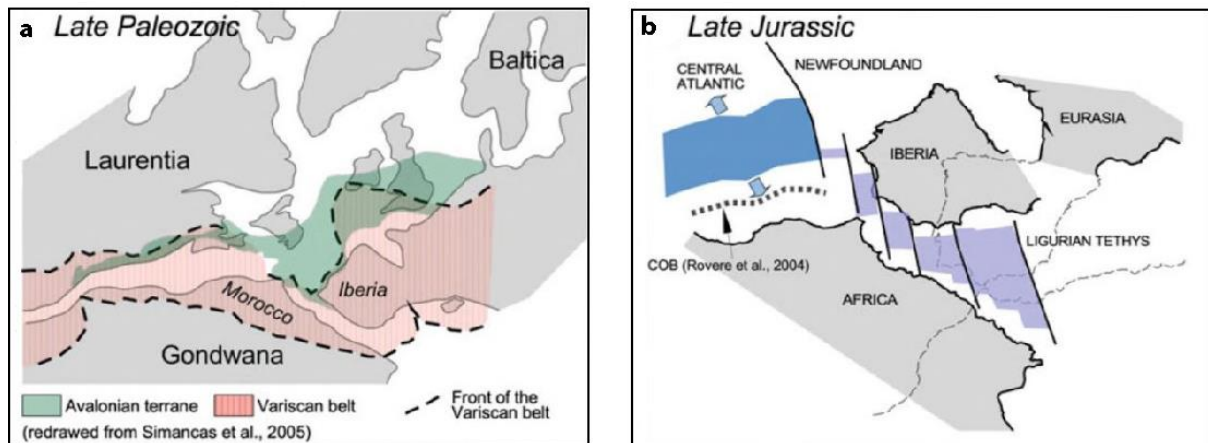 a Late Paleozoic
Baltica
Laurentia
Iberia
Morocco
Gondwana
Avalonian terrane
Variscan belt
Front of the
Variscan belt
(redrawed from Simancas et al., 2005)
b Late Jurassic
CENTRAL
ATLANTIC
NEWFOUNDLAND
EURASIA
IBERIA
LIGURIAN TETHYS
COB (Rovere et al., 2004)
AFRICA